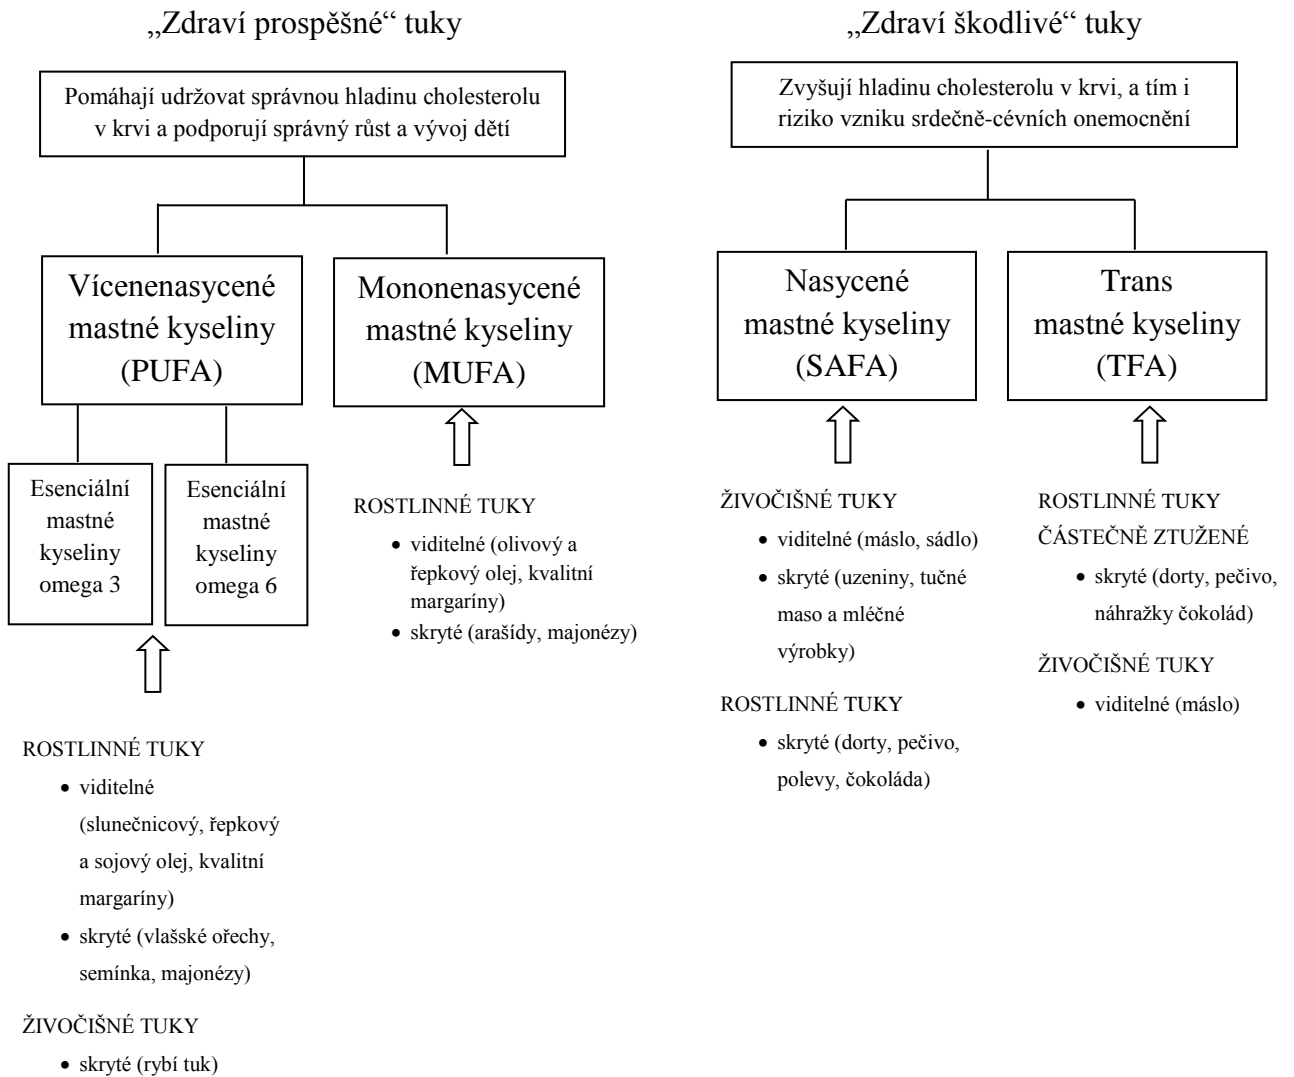 „Zdraví prospěšné“ tuky
Pomáhají udržovat správnou hladinu cholesterolu
v krvi a podporují správný růst a vývoj dětí
Vícenenasycené
mastné kyseliny
(PUFA)
Mononenasycené
mastné kyseliny
(MUFA)
Esenciální
mastné
kyseliny
omega 3
Esenciální
mastné
kyseliny
omega 6
ROSTLINNÉ TUKY
• viditelné (olivový a
řepkový olej, kvalitní
margaríny)
• skryté (arašídy, majonézy)
ROSTLINNÉ TUKY
• viditelné
(slunečnicový, řepkový
a sojový olej, kvalitní
margaríny)
• skryté (vlašské ořechy,
semínka, majonézy)
ŽIVOČIŠNÉ TUKY
• skryté (rybí tuk)
„Zdraví škodlivé“ tuky
Zvyšují hladinu cholesterolu v krvi, a tím i
riziko vzniku srdečně-cévních onemocnění
Nasycené
mastné kyseliny
(SAFA)
Trans
mastné kyseliny
(TFA)
ŽIVOČIŠNÉ TUKY
• viditelné (máslo, sádlo)
• skryté (uzeniny, tučné
maso a mléčné
výrobky)
ROSTLINNÉ TUKY
• skryté (dorty, pečivo,
polevy, čokoláda)
ROSTLINNÉ TUKY
ČÁSTEČNĚ ZTUŽENÉ
• skryté (dorty, pečivo,
náhražky čokolád)
ŽIVOČIŠNÉ TUKY
• viditelné (máslo)